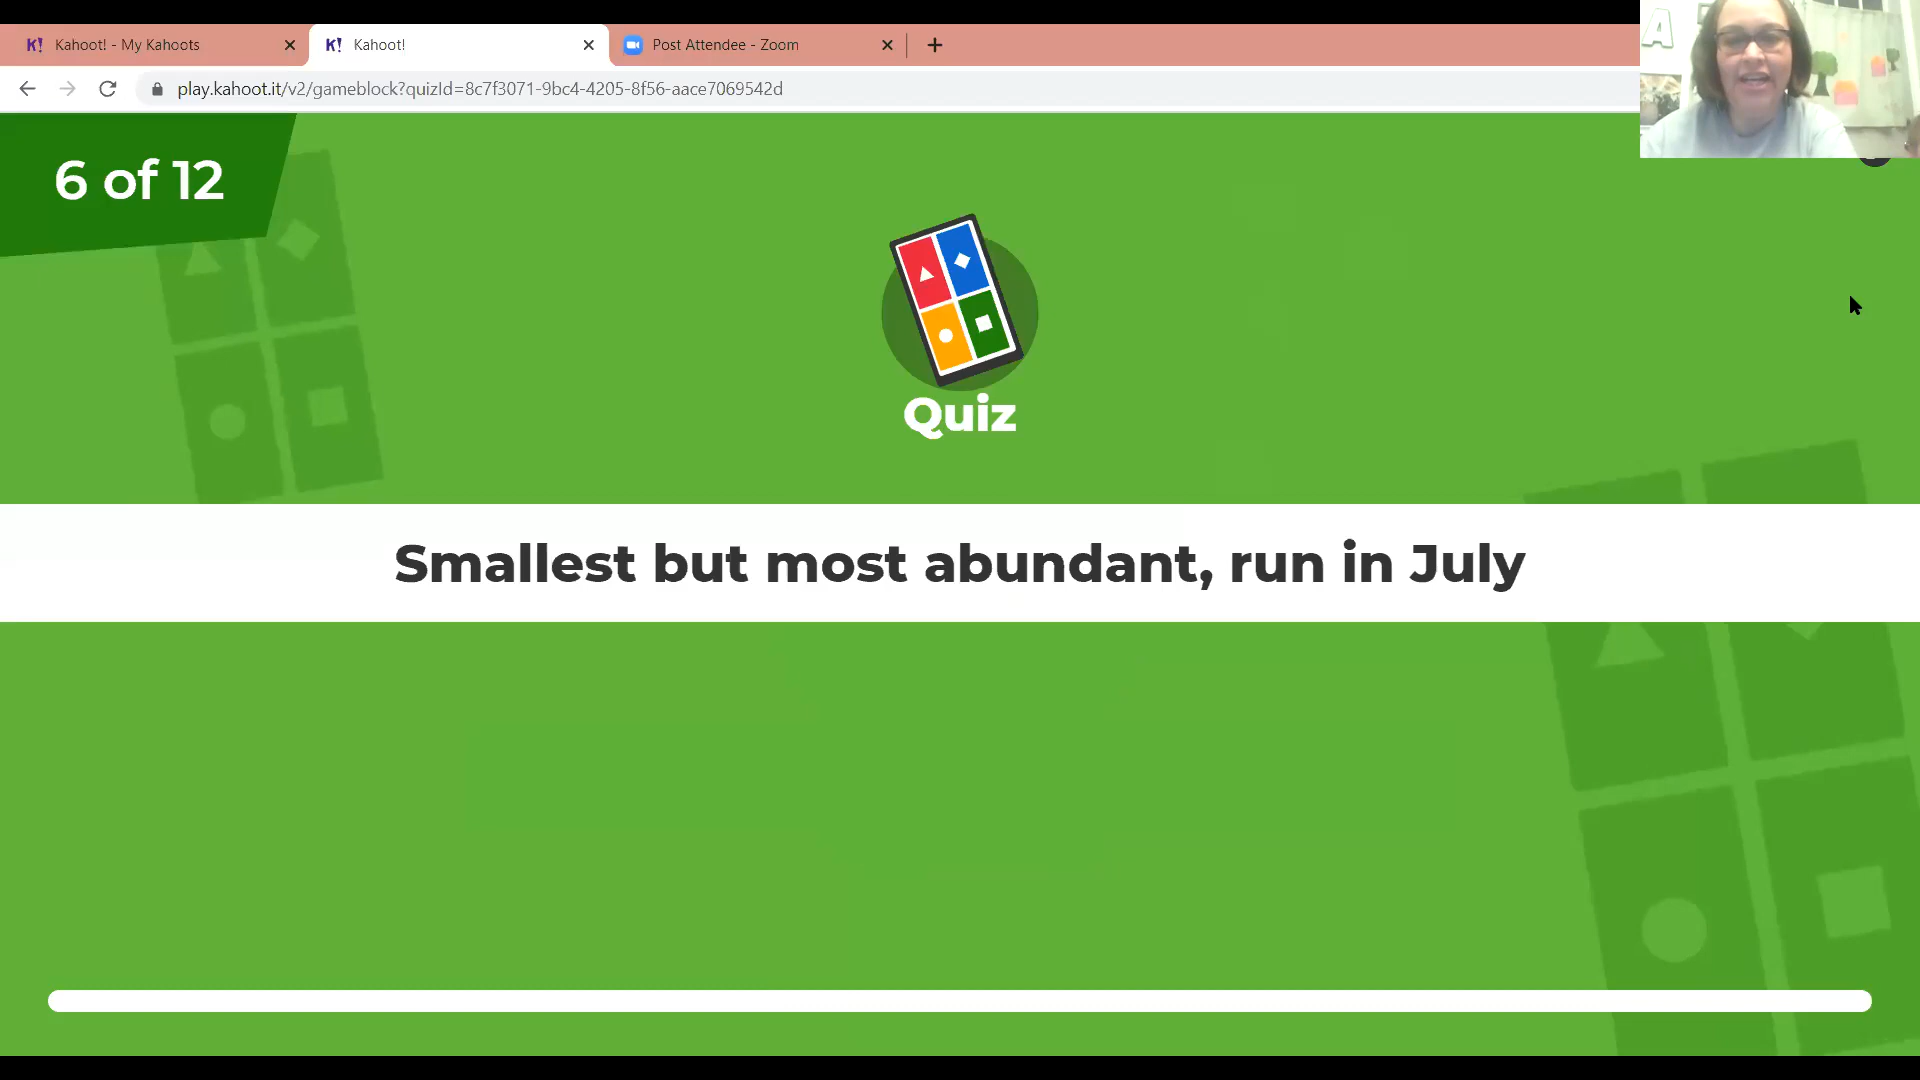 K! Kahoot! - My Kahoots
K! Kahoot!
Post Attendee - Zoom
play.kahoot.it/v2/gameblock?quizId=8c7f3071-9bc4-4205-8f56-aace7069542d
A
6 of 12
Quiz
Smallest but most abundant, run in July